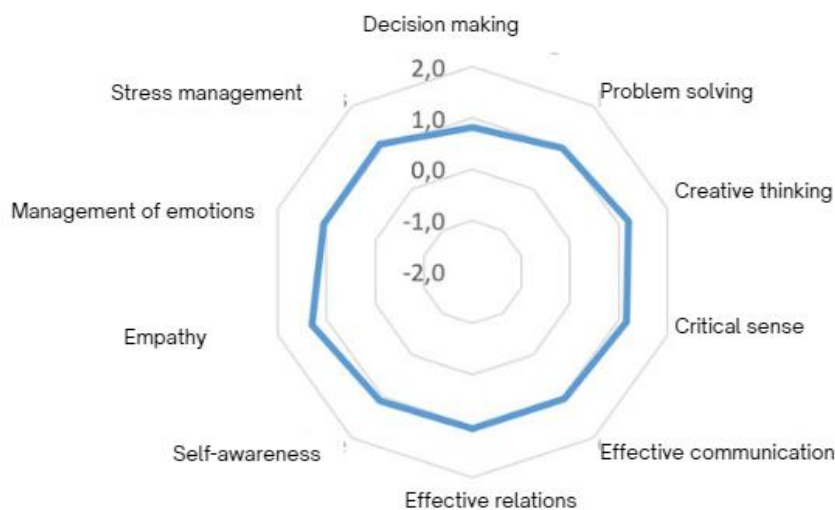 Decision making
2,0
Stress management
Problem solving
1,0
0,0
Creative thinking
Management of emotions
-1,0
-2,0
Critical sense
Empathy
Self-awareness
Effective communication
Effective relations